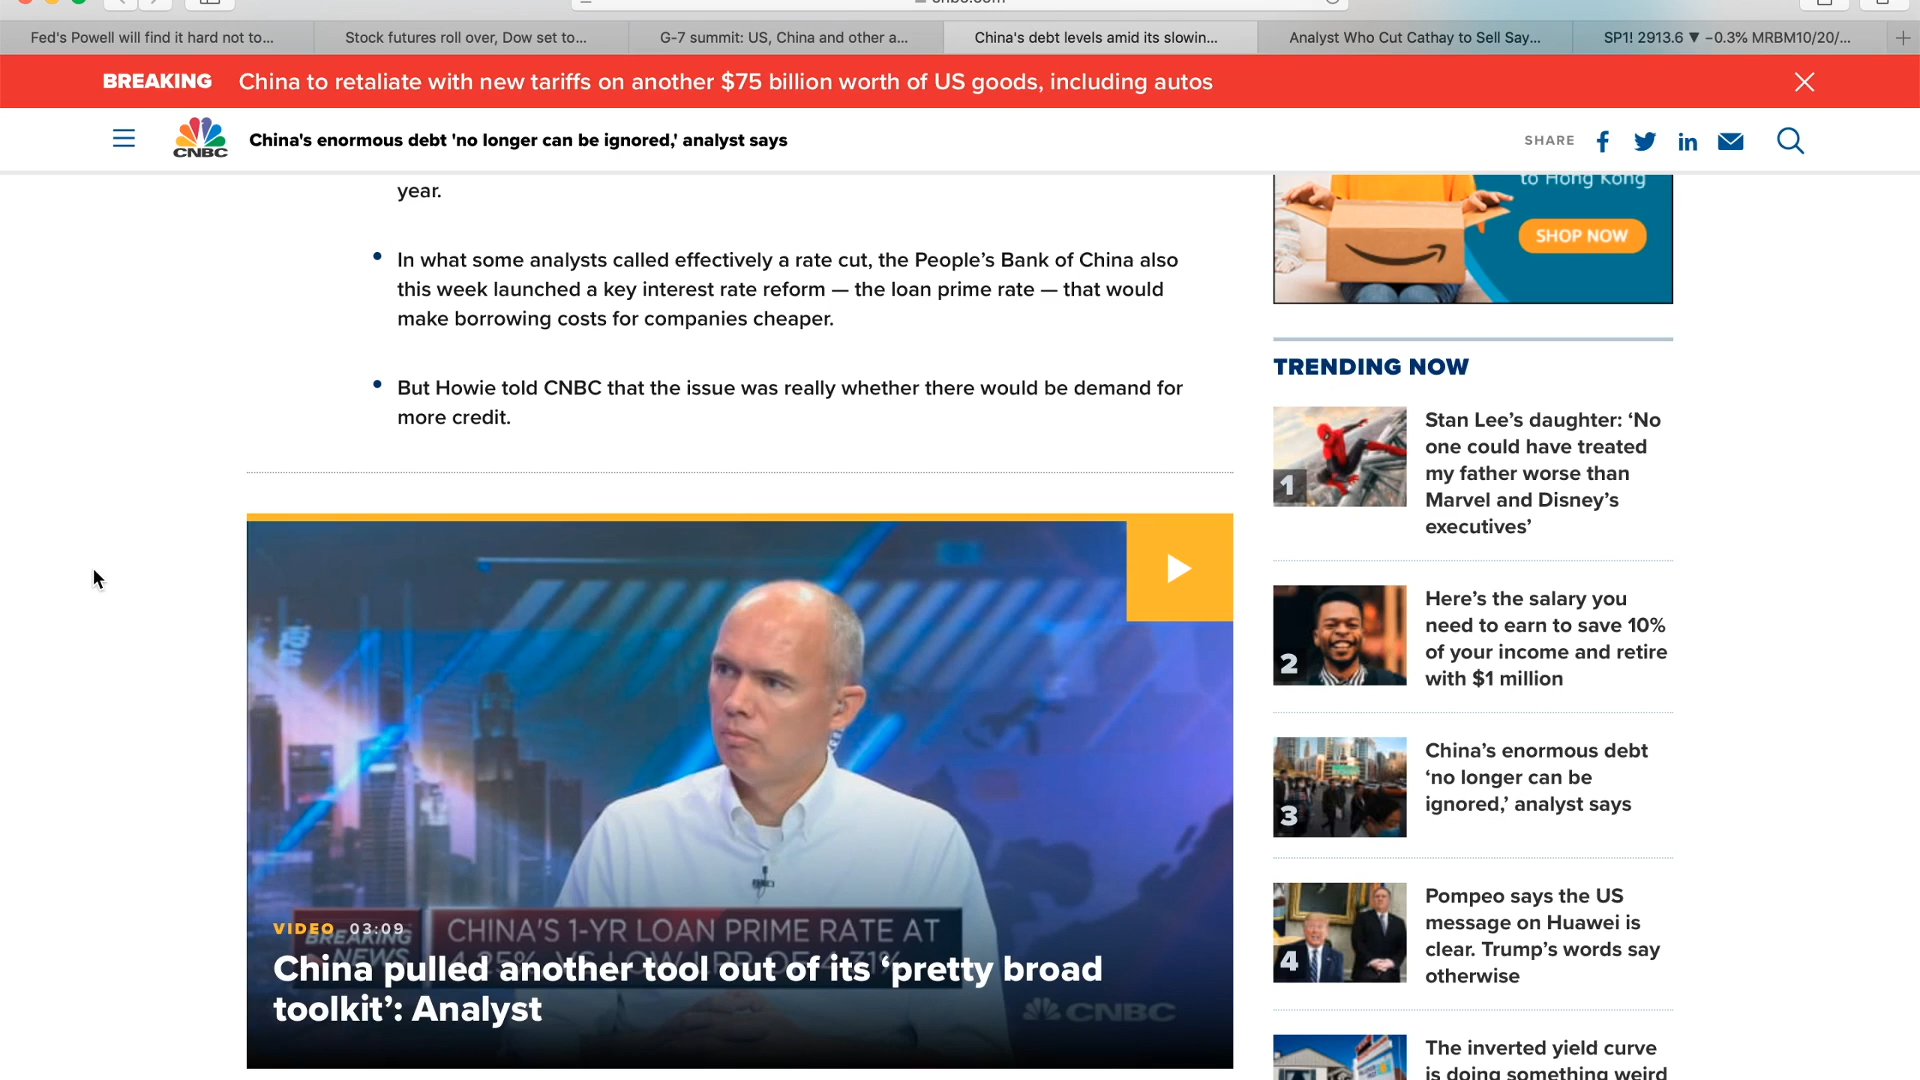 Fed's Powell will find it hard not to...
Stock futures roll over, Dow set to...
G-7 summit: US, China and other a...
China's debt levels amid its slowin...
Analyst Who Cut Cathay to Sell Say...
SP1! 2913.6 ▼ −0.3% MRBM10/20/...
BREAKING China to retaliate with new tariffs on another $75 billion worth of US goods, including autos
CNBC
China's enormous debt 'no longer can be ignored,' analyst says
SHARE
year.
• In what some analysts called effectively a rate cut, the People’s Bank of China also
this week launched a key interest rate reform — the loan prime rate — that would
make borrowing costs for companies cheaper.
• But Howie told CNBC that the issue was really whether there would be demand for
more credit.
VIDEO 03:09
BREAKING
NEWS
CHINA'S 1-YR LOAN PRIME RATE AT
China pulled another tool out of its ‘pretty broad
toolkit’: Analyst
CNBC
to Hong Kong
SHOP NOW
TRENDING NOW
1
Stan Lee’s daughter: ‘No
one could have treated
my father worse than
Marvel and Disney’s
executives’
2
Here’s the salary you
need to earn to save 10%
of your income and retire
with $1 million
3
China’s enormous debt
‘no longer can be
ignored,’ analyst says
4
Pompeo says the US
message on Huawei is
clear. Trump’s words say
otherwise
The inverted yield curve
is doing something weird